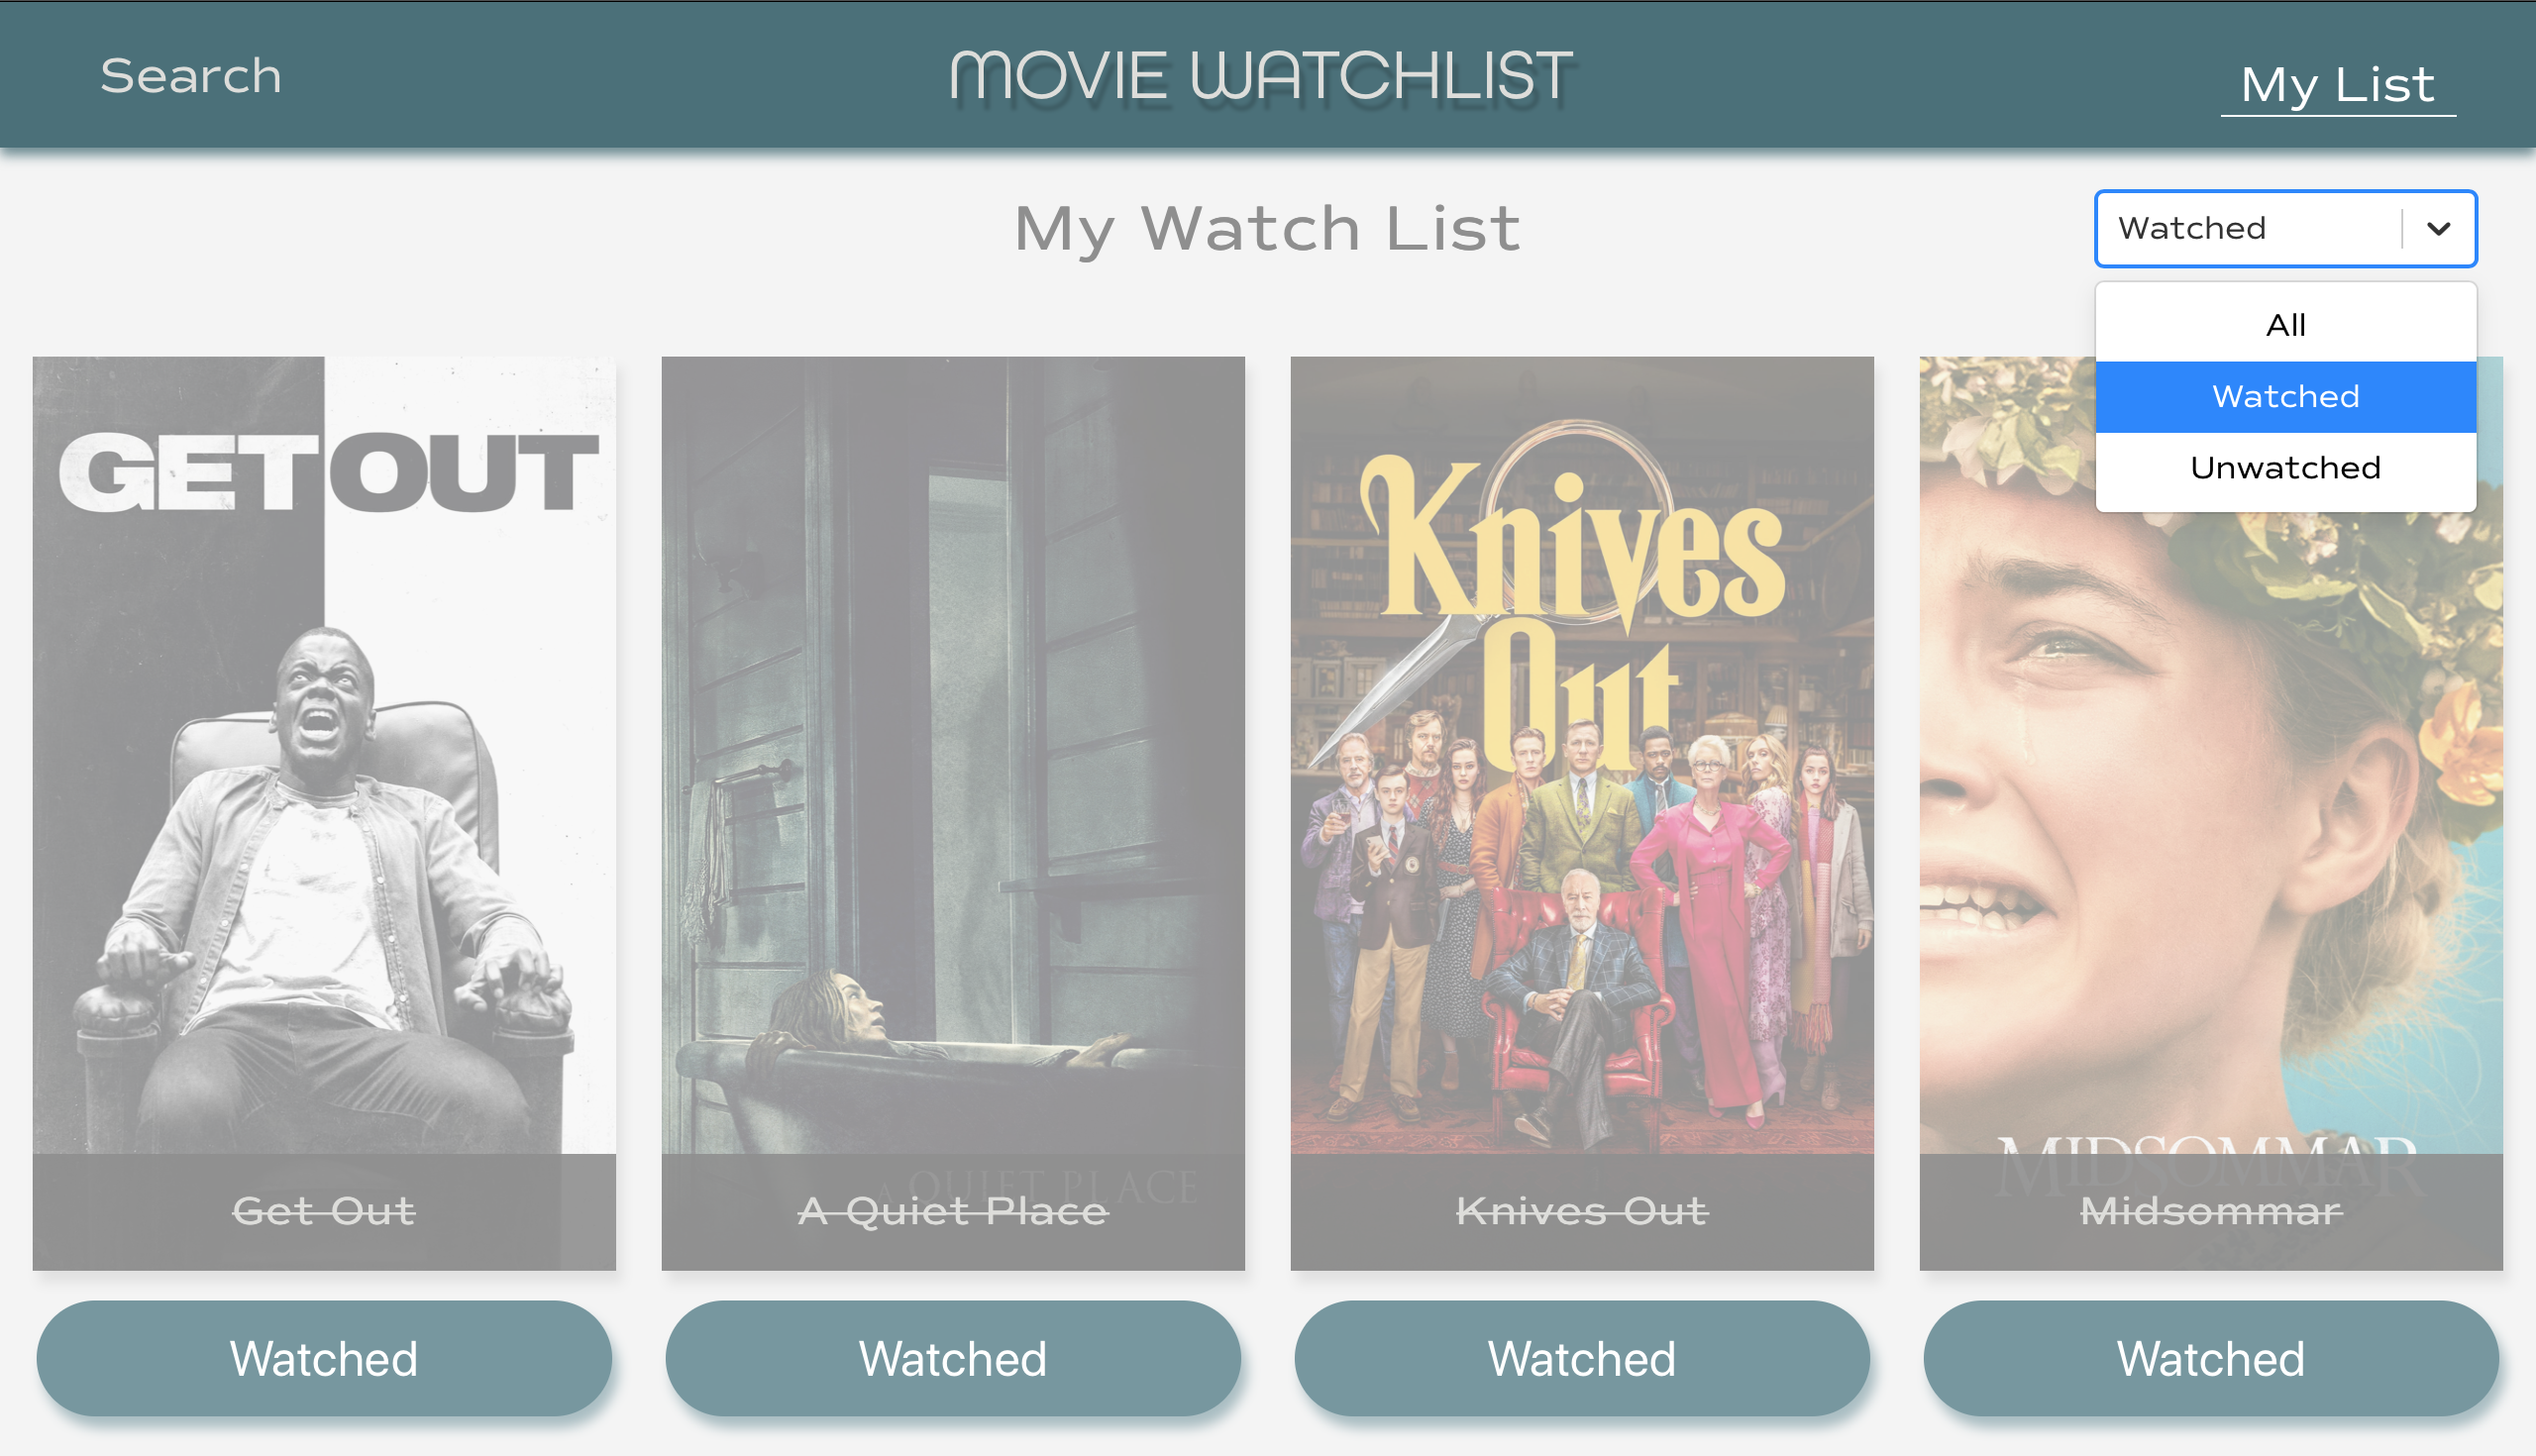 Search
MOVIE WATCHLIST
My List
My Watch List
Watched
All
Watched
Unwatched
GET OUT
Knives
Out
MIDSOMMAR
A QUIET PLACE
Get Out
A Quiet Place
Knives Out
Midsommar
Watched
Watched
Watched
Watched